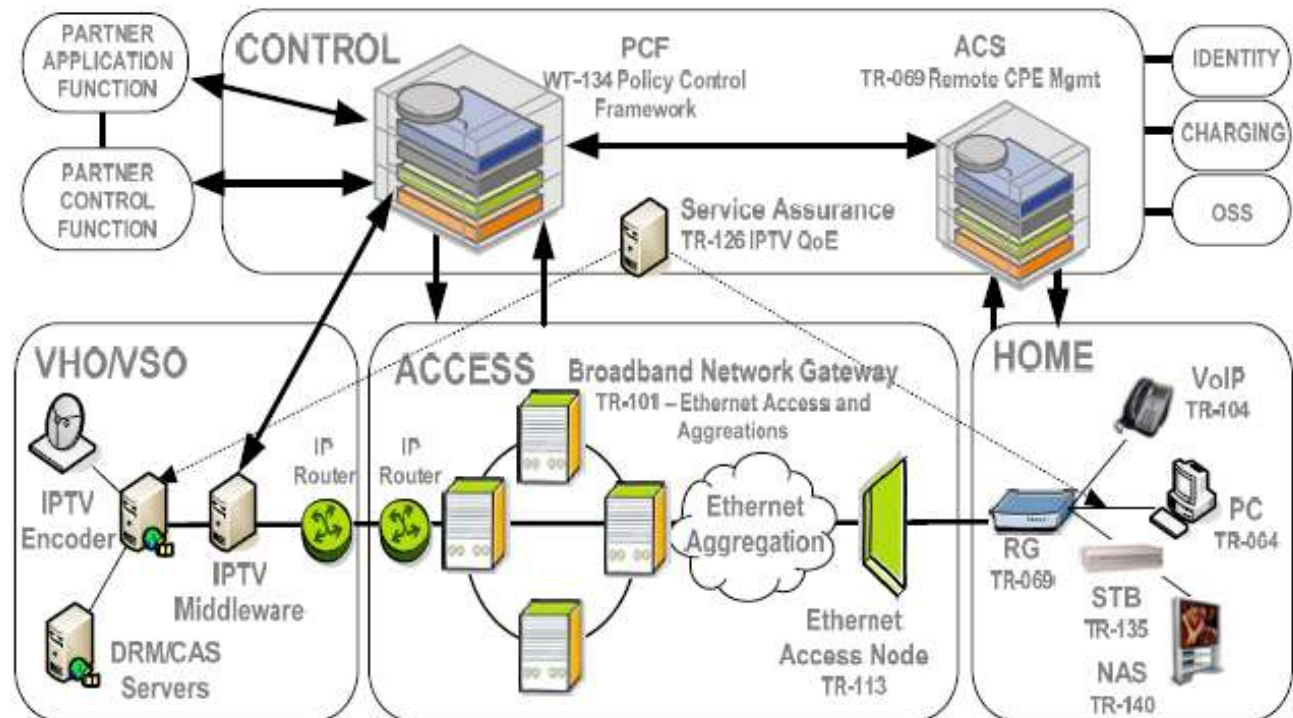 PARTNER
APPLICATION
FUNCTION
PARTNER
CONTROL
FUNCTION
CONTROL
PCF
WT-134 Policy Control
Framework
ACS
TR-069 Remote CPE Mgmt
Service Assurance
TR-126 IPTV QoE
IDENTITY
CHARGING
OSS
VHO/VSO
IPTV
Encoder
DRM/CAS
Servers
IPTV
Middleware
IP
Router
ACCESS
IP
Router
Broadband Network Gateway
TR-101 – Ethernet Access and
Aggreations
Ethernet
Aggregation
Ethernet
Access Node
TR-113
HOME
VoIP
TR-104
PC
TR-064
RG
TR-069
STB
TR-135
NAS
TR-140